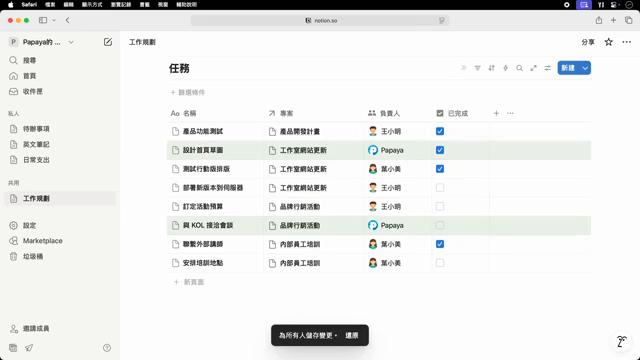 Safari 檔案 編輯 顯示方式 瀏覽記錄 書籤 視窗 輔助說明
notion.so
P Papaya的 ...
工作規劃
分享
搜尋
首頁
收件匣
私人
待辦事項
英文筆記
日常支出
共用
工作規劃
設定
Marketplace
垃圾桶
邀請成員
任務
新建
+ 篩選條件
Aa 名稱 專案 負責人 已完成
產品功能測試 產品開發計畫 王小明
設計首頁草圖 工作室網站更新 Papaya
測試行動版排版 工作室網站更新 葉小美
部署新版本到伺服器 工作室網站更新 王小明
訂定活動預算 品牌行銷活動 王小明
與 KOL 接洽會談 品牌行銷活動 Papaya
聯繫外部講師 內部員工培訓 葉小美
安排培訓地點 內部員工培訓 葉小美
+ 新頁面
為所有人儲存變更。 還原